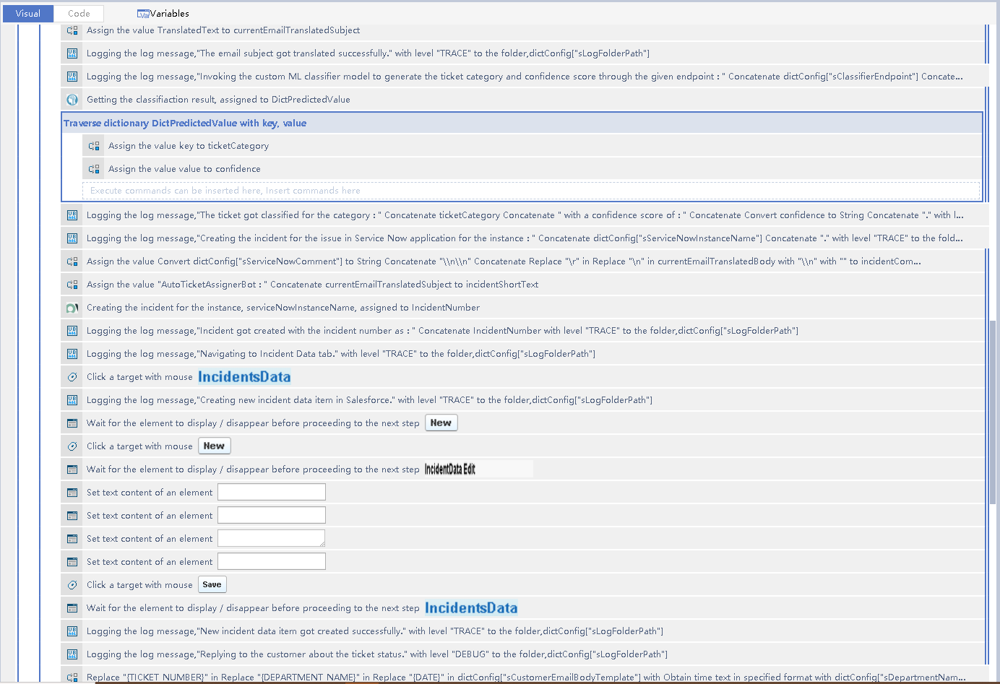 Visual
Code
Variables
Assign the value TranslatedText to currentEmailTranslatedSubject
Logging the log message,"The email subject got translated successfully." with level "TRACE" to the folder,dictConfig["sLogFolderPath"]
Logging the log message,"Invoking the custom ML classifier model to generate the ticket category and confidence score through the given endpoint : " Concatenate dictConfig["sClassifierEndpoint"] Concate...
Getting the classifiaction result, assigned to DictPredictedValue
Traverse dictionary DictPredictedValue with key, value
Assign the value key to ticketCategory
Assign the value value to confidence
Execute commands can be inserted here, Insert commands here
Logging the log message,"The ticket got classified for the category : " Concatenate ticketCategory Concatenate " with a confidence score of : " Concatenate Convert confidence to String Concatenate "." with l...
Logging the log message,"Creating the incident for the issue in Service Now application for the instance : " Concatenate dictConfig["sServiceNowInstanceName"] Concatenate "." with level "TRACE" to the fold...
Assign the value Convert dictConfig["sServiceNowComment"] to String Concatenate "\\n\\n" Concatenate Replace "\r" in Replace "\n" in currentEmailTranslatedBody with "\\n" with "" to incidentCom...
Assign the value "AutoTicketAssignerBot : " Concatenate currentEmailTranslatedSubject to incidentShortText
Creating the incident for the instance, serviceNowInstanceName, assigned to IncidentNumber
Logging the log message,"Incident got created with the incident number as : " Concatenate IncidentNumber with level "TRACE" to the folder,dictConfig["sLogFolderPath"]
Logging the log message,"Navigating to Incident Data tab." with level "TRACE" to the folder,dictConfig["sLogFolderPath"]
Click a target with mouse IncidentsData
Logging the log message,"Creating new incident data item in Salesforce." with level "TRACE" to the folder,dictConfig["sLogFolderPath"]
Wait for the element to display / disappear before proceeding to the next step New
Click a target with mouse New
Wait for the element to display / disappear before proceeding to the next step IncidentData Edit
Set text content of an element
Set text content of an element
Set text content of an element
Set text content of an element
Click a target with mouse Save
Wait for the element to display / disappear before proceeding to the next step IncidentsData
Logging the log message,"New incident data item got created successfully." with level "TRACE" to the folder,dictConfig["sLogFolderPath"]
Logging the log message,"Replying to the customer about the ticket status." with level "DEBUG" to the folder,dictConfig["sLogFolderPath"]
Replace "{TICKET_NUMBER}" in Replace "{DEPARTMENT_NAME}" in Replace "{DATE}" in dictConfig["sCustomerEmailBodyTemplate"] with Obtain time text in specified format with dictConfig["sDepartmentNam...